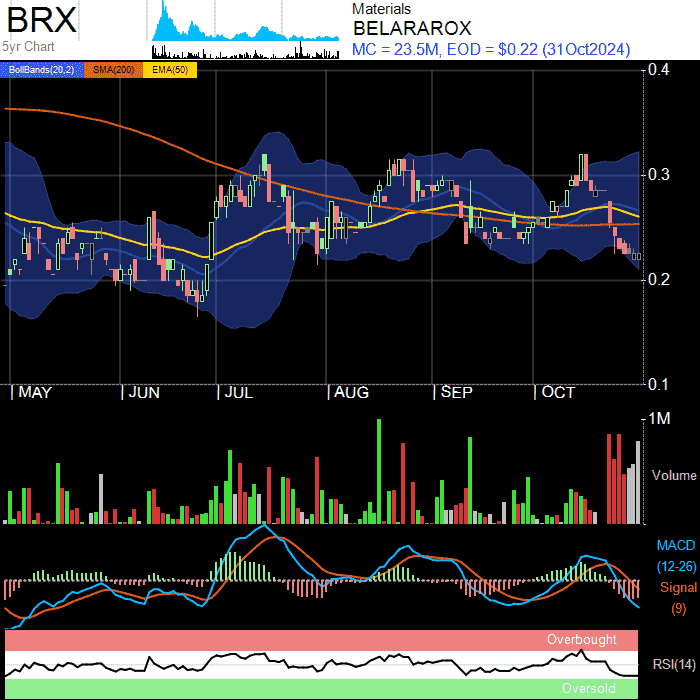 BRX
5yr Chart
Materials
BELARAROX
MC = 23.5M, EOD = $0.22 (31Oct2024)
BollBands(20,2) SMA(200) EMA(50)
0.4
0.3
0.2
0.1
MAY JUN JUL AUG SEP OCT
1M
Volume
MACD
(12-26)
Signal
(9)
Overbought
RSI(14)
Oversold